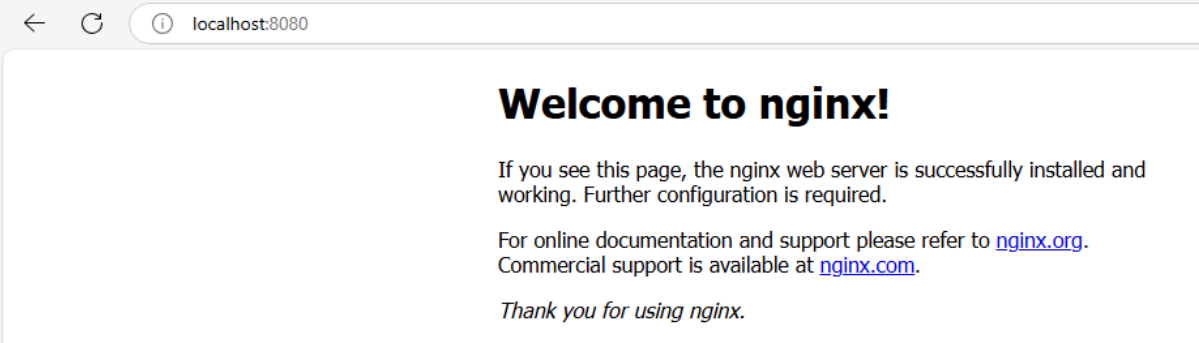 localhost:8080
Welcome to nginx!
If you see this page, the nginx web server is successfully installed and
working. Further configuration is required.
For online documentation and support please refer to nginx.org.
Commercial support is available at nginx.com.
Thank you for using nginx.